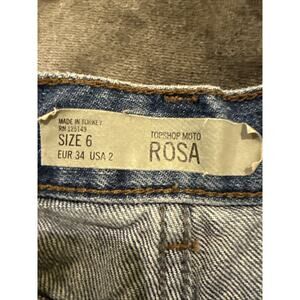 MADE IN TURKEY
RN 125149
SIZE 6
EUR 34 USA 2
TOPSHOP MOTO
ROSA